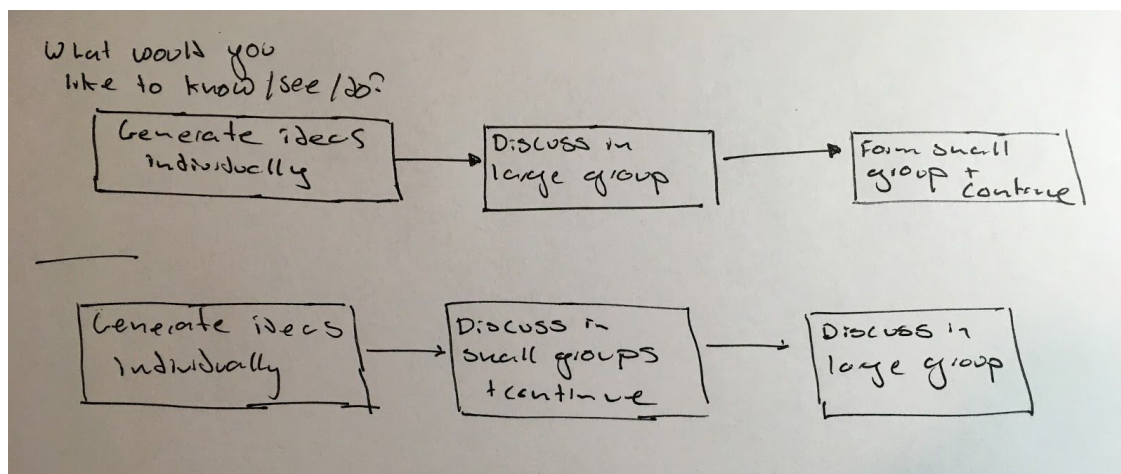 What would you
like to know/see/do?
Generate ideas
individually
Discuss in
large group
Form small
group +
continue
Generate ideas
individually
Discuss in
small groups
+ continue
Discuss in
large group